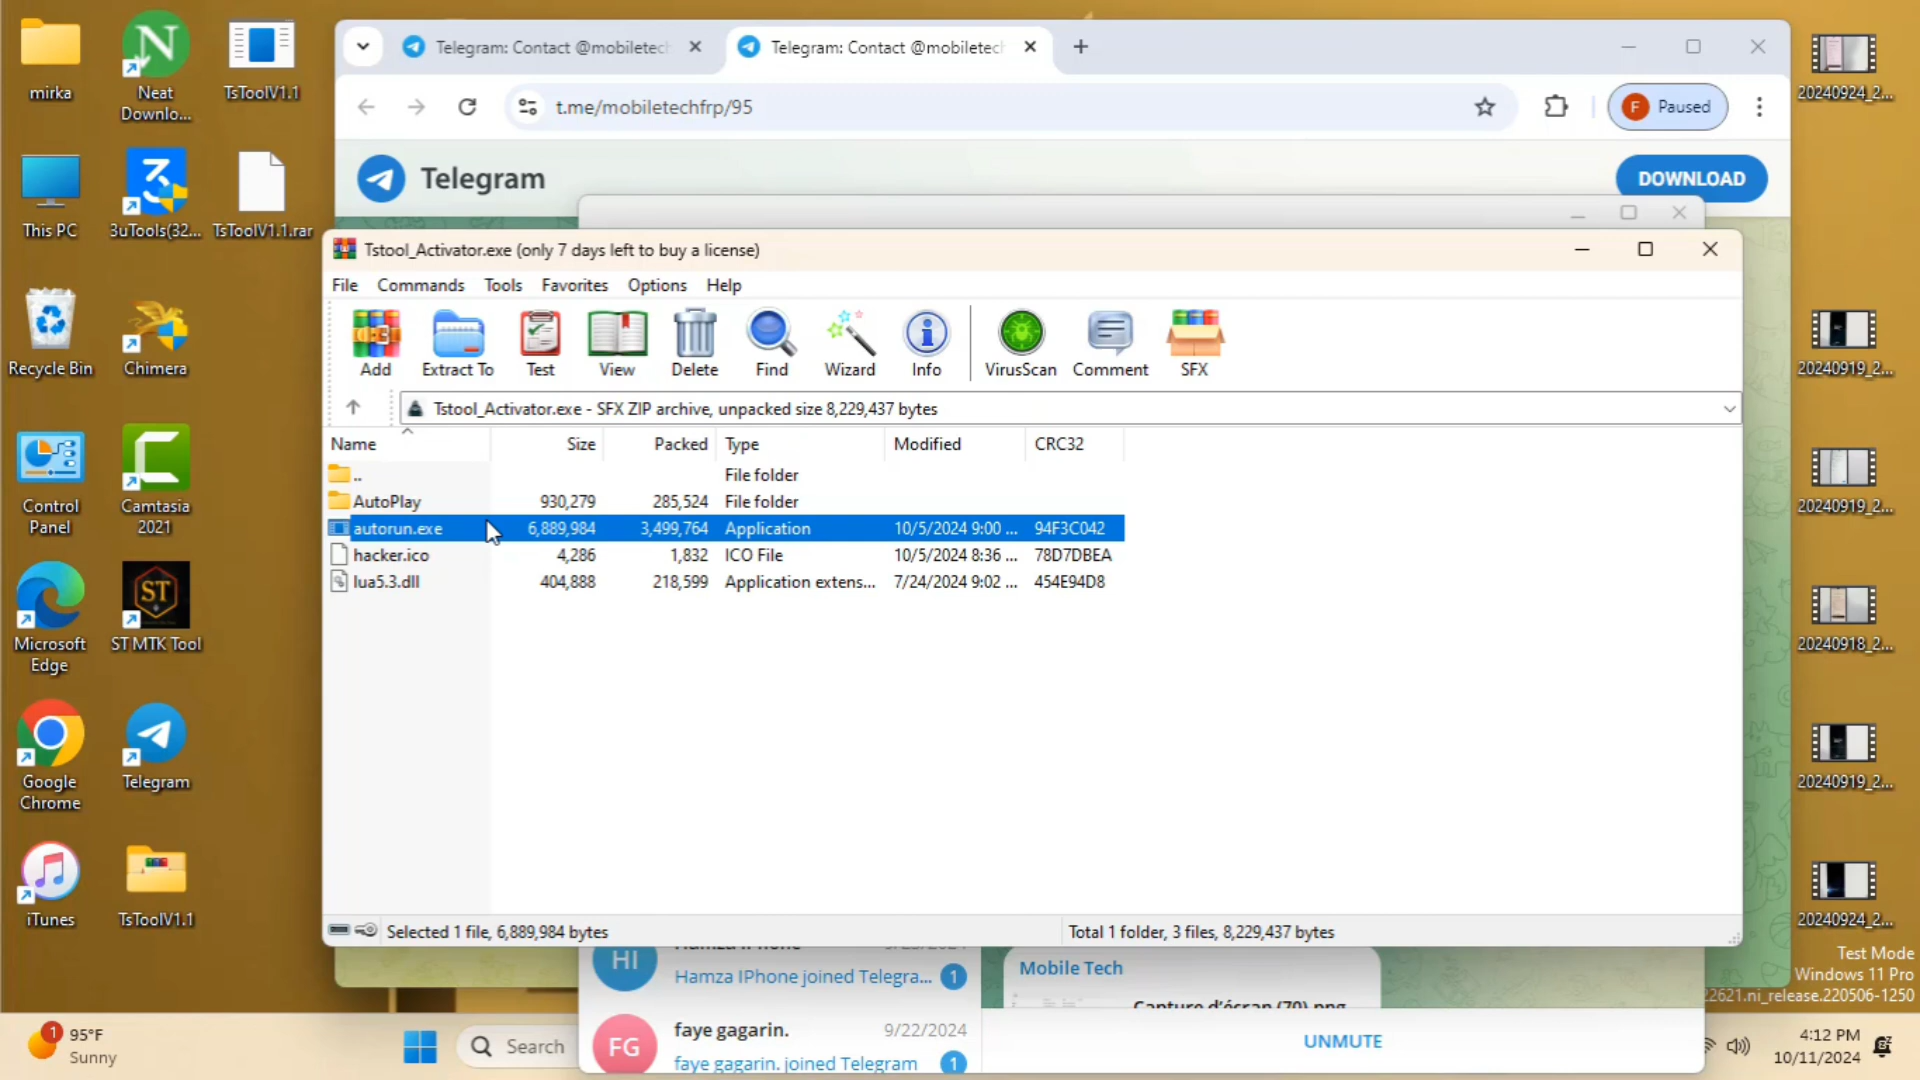 mirka
Neat
Downlo...
TsToolV1.1
This PC
3uTools(32...
TsToolV1.1.rar
Recycle Bin
Chimera
Control
Panel
Camtasia
2021
Microsoft
Edge
ST MTK Tool
ST
Google
Chrome
Telegram
iTunes
TsToolV1.1
Telegram: Contact @mobiletec
Telegram: Contact @mobiletec
t.me/mobiletechfrp/95
F
Paused
Telegram
DOWNLOAD
Tstool_Activator.exe (only 7 days left to buy a license)
File Commands Tools Favorites Options Help
Add Extract To Test View Delete Find Wizard Info VirusScan Comment SFX
Tstool_Activator.exe - SFX ZIP archive, unpacked size 8,229,437 bytes
Name Size Packed Type Modified CRC32
.. File folder
AutoPlay 930,279 285,524 File folder
autorun.exe 6,889,984 3,499,764 Application 10/5/2024 9:00 ... 94F3C042
hacker.ico 4,286 1,832 ICO File 10/5/2024 8:36 ... 78D7DBEA
lua5.3.dll 404,888 218,599 Application extens... 7/24/2024 9:02 ... 454E94D8
Selected 1 file, 6,889,984 bytes
Total 1 folder, 3 files, 8,229,437 bytes
HI
Hamza IPhone joined Telegra... 1
FG
faye gagarin. 9/22/2024
faye gagarin. joined Telegram 1
Mobile Tech
Capture d'écran (70).png
UNMUTE
20240924_2...
20240919_2...
20240919_2...
20240918_2...
20240919_2...
20240924_2...
Test Mode
Windows 11 Pro
22621.ni_release.220506-1250
1
95°F
Sunny
Search
4:12 PM
10/11/2024